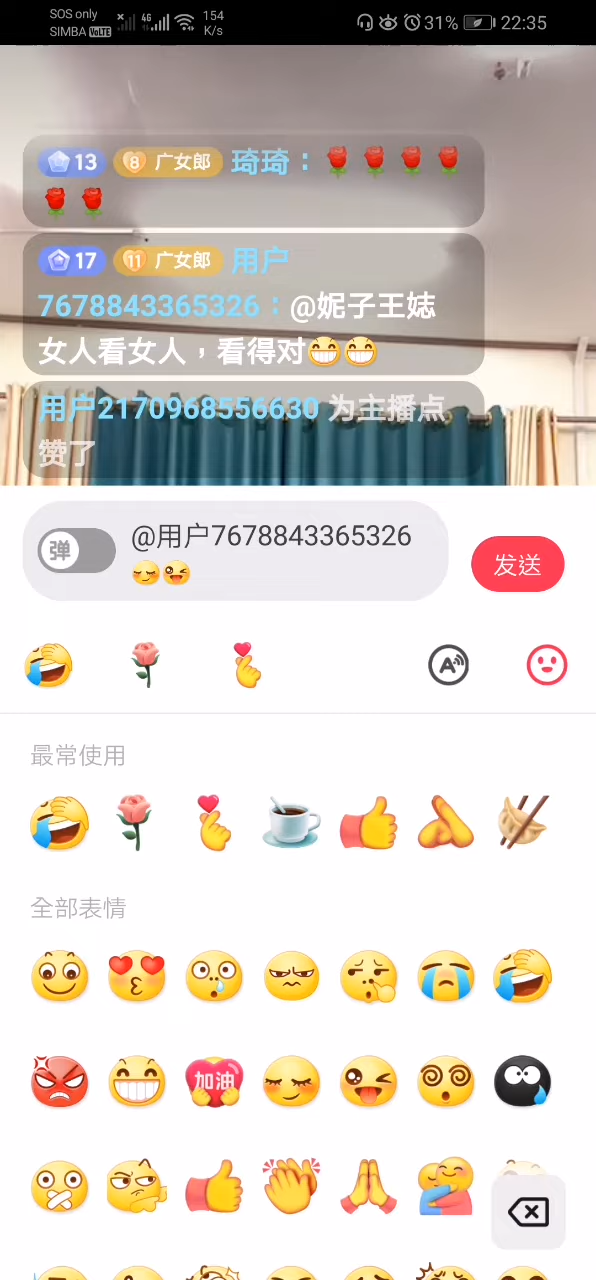 SOS only
SIMBA VoLTE
4G
154
K/s
31%
22:35
13 8 广女郎 琦琦：
17 11 广女郎 用户
7678843365326：@妮子王娡
女人看女人，看得对
用户2170968556630 为主播点
赞了
弹
@用户7678843365326
发送
A
最常使用
全部表情
加油